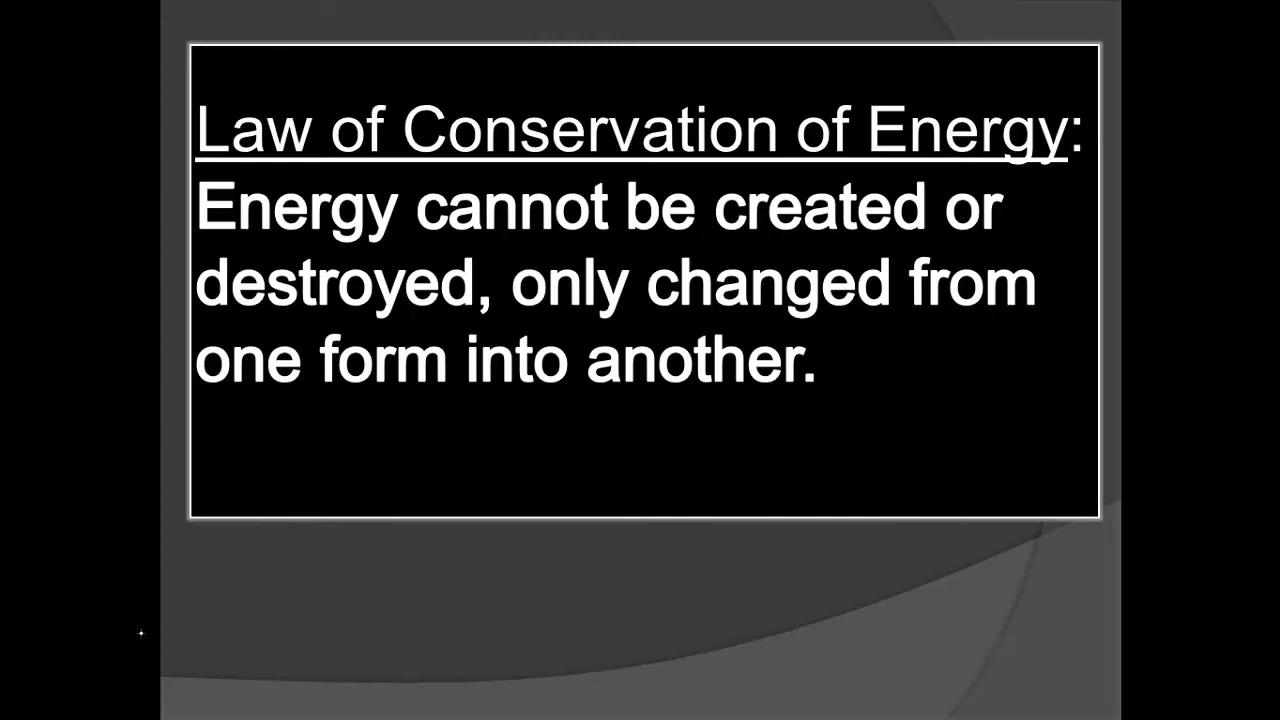 Law of Conservation of Energy:
Energy cannot be created or
destroyed, only changed from
one form into another.